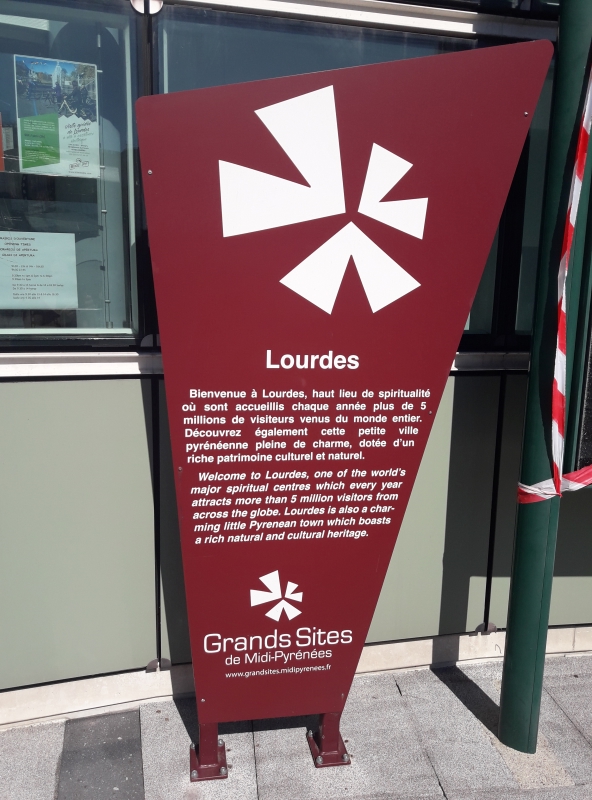 Lourdes
Bienvenue à Lourdes, haut lieu de spiritualité
où sont accueillis chaque année plus de 5
millions de visiteurs venus du monde entier.
Découvrez également cette petite ville
pyrénéenne pleine de charme, dotée d'un
riche patrimoine culturel et naturel.
Welcome to Lourdes, one of the world's
major spiritual centres which every year
attracts more than 5 million visitors from
across the globe. Lourdes is also a char-
ming little Pyrenean town which boasts
a rich natural and cultural heritage.
Grands Sites
de Midi-Pyrénées
www.grandsites.midipyrenees.fr